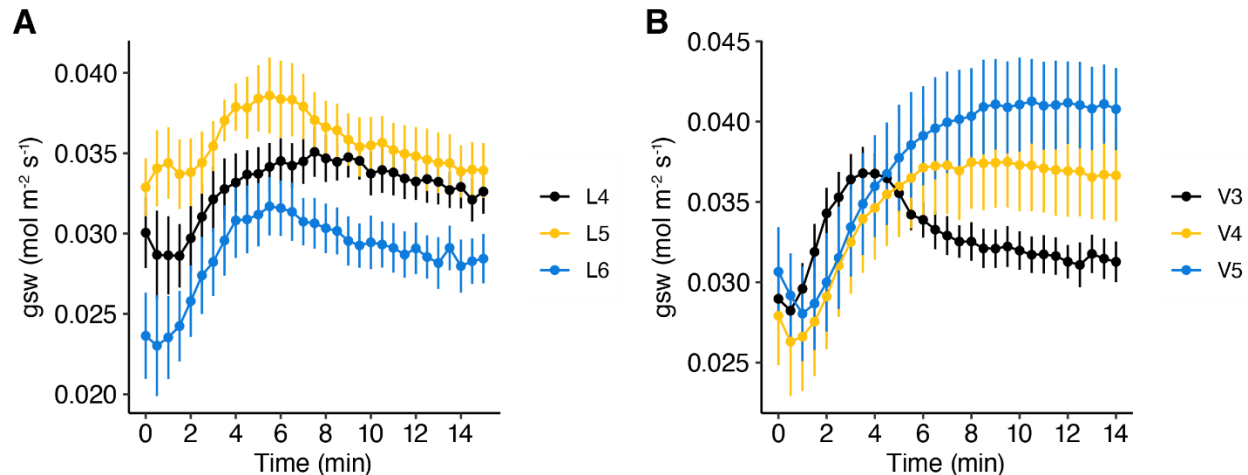 A
gsw (mol m⁻² s⁻¹)
0.040
0.035
0.030
0.025
0.020
0 2 4 6 8 10 12 14
Time (min)
L4
L5
L6
B
gsw (mol m⁻² s⁻¹)
0.045
0.040
0.035
0.030
0.025
0 2 4 6 8 10 12 14
Time (min)
V3
V4
V5